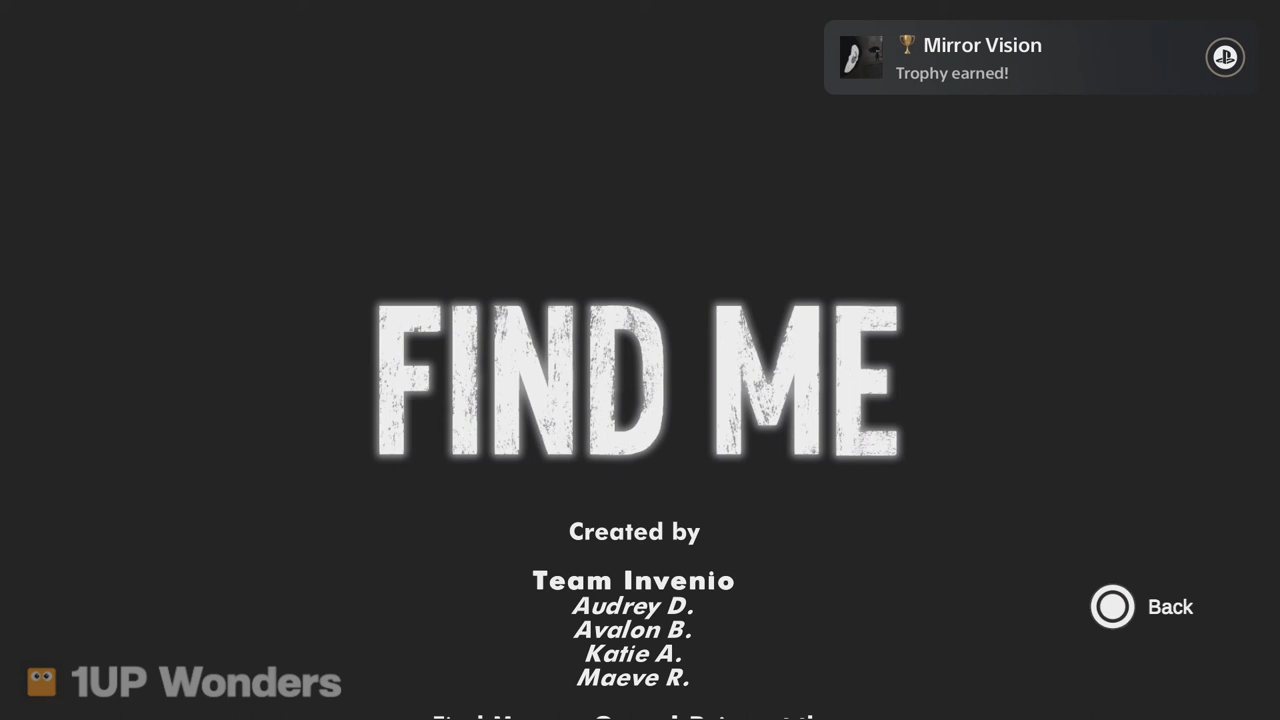 Mirror Vision
Trophy earned!
FIND ME
Created by
Team Invenio
Audrey D.
Avalon B.
Katie A.
Maeve R.
Back
1UP Wonders